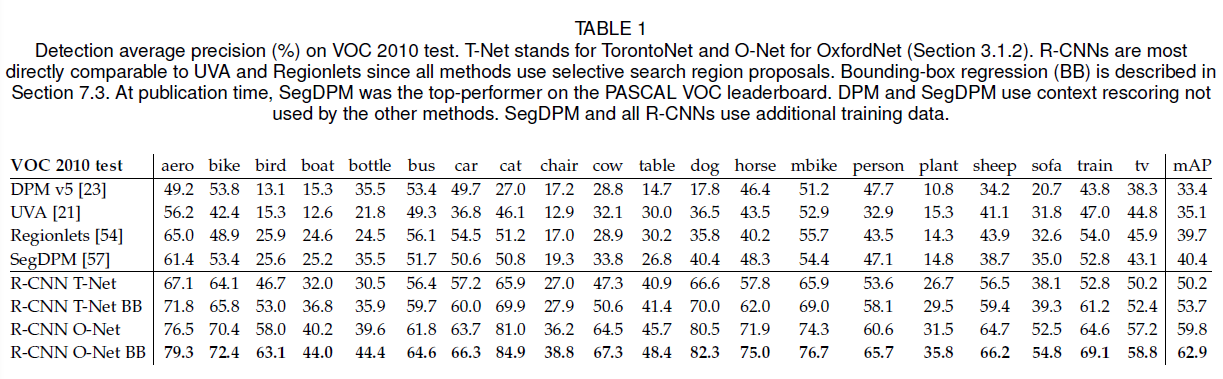 TABLE 1
Detection average precision (%) on VOC 2010 test. T-Net stands for TorontoNet and O-Net for OxfordNet (Section 3.1.2). R-CNNs are most
directly comparable to UVA and Regionlets since all methods use selective search region proposals. Bounding-box regression (BB) is described in
Section 7.3. At publication time, SegDPM was the top-performer on the PASCAL VOC leaderboard. DPM and SegDPM use context rescoring not
used by the other methods. SegDPM and all R-CNNs use additional training data.
VOC 2010 test aero bike bird boat bottle bus car cat chair cow table dog horse mbike person plant sheep sofa train tv mAP
DPM v5 [23] 49.2 53.8 13.1 15.3 35.5 53.4 49.7 27.0 17.2 28.8 14.7 17.8 46.4 51.2 47.7 10.8 34.2 20.7 43.8 38.3 33.4
UVA [21] 56.2 42.4 15.3 12.6 21.8 49.3 36.8 46.1 12.9 32.1 30.0 36.5 43.5 52.9 32.9 15.3 41.1 31.8 47.0 44.8 35.1
Regionlets [54] 65.0 48.9 25.9 24.6 24.5 56.1 54.5 51.2 17.0 28.9 30.2 35.8 40.2 55.7 43.5 14.3 43.9 32.6 54.0 45.9 39.7
SegDPM [57] 61.4 53.4 25.6 25.2 35.5 51.7 50.6 50.8 19.3 33.8 26.8 40.4 48.3 54.4 47.1 14.8 38.7 35.0 52.8 43.1 40.4
R-CNN T-Net 67.1 64.1 46.7 32.0 30.5 56.4 57.2 65.9 27.0 47.3 40.9 66.6 57.8 65.9 53.6 26.7 56.5 38.1 52.8 50.2 50.2
R-CNN T-Net BB 71.8 65.8 53.0 36.8 35.9 59.7 60.0 69.9 27.9 50.6 41.4 70.0 62.0 69.0 58.1 29.5 59.4 39.3 61.2 52.4 53.7
R-CNN O-Net 76.5 70.4 58.0 40.2 39.6 61.8 63.7 81.0 36.2 64.5 45.7 80.5 71.9 74.3 60.6 31.5 64.7 52.5 64.6 57.2 59.8
R-CNN O-Net BB 79.3 72.4 63.1 44.0 44.4 64.6 66.3 84.9 38.8 67.3 48.4 82.3 75.0 76.7 65.7 35.8 66.2 54.8 69.1 58.8 62.9